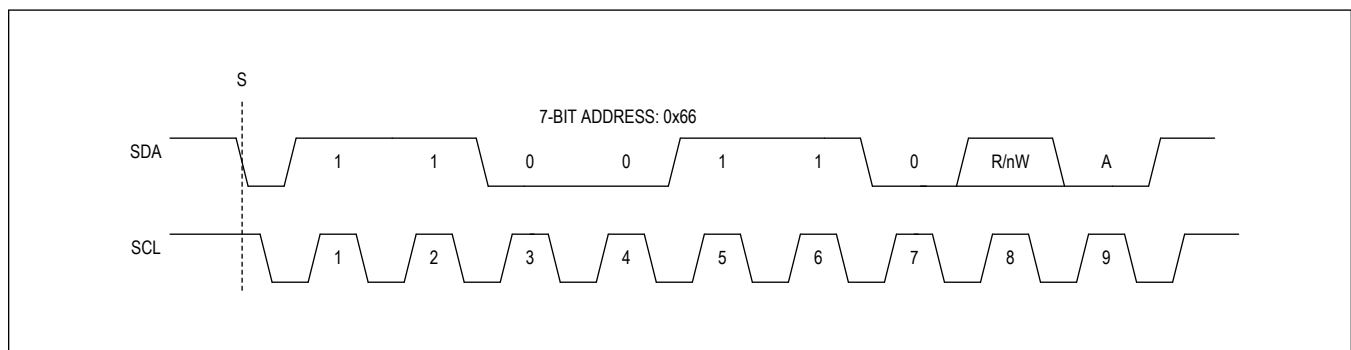 S
7-BIT ADDRESS: 0x66
SDA 1 1 0 0 1 1 0 R/nW A
SCL 1 2 3 4 5 6 7 8 9